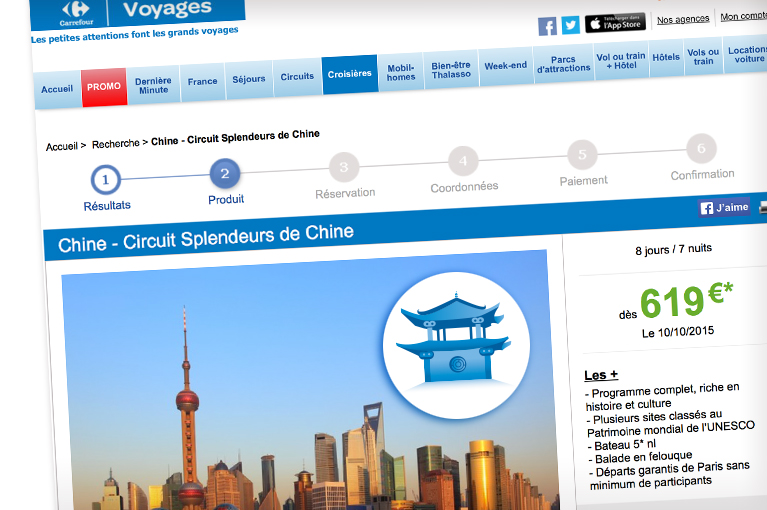 Carrefour
Voyages
Les petites attentions font les grands voyages
Télécharger dans
l'App Store
Nos agences
Mon compte
Accueil
PROMO
Dernière
Minute
France
Séjours
Circuits
Croisières
Mobil-
homes
Bien-être
Thalasso
Week-end
Parcs
d'attractions
Vol ou train
+ Hôtel
Hôtels
Vols ou
train
Locations
voiture
Accueil > Recherche > Chine - Circuit Splendeurs de Chine
1
2
3
4
5
6
Résultats
Produit
Réservation
Coordonnées
Paiement
Confirmation
Chine - Circuit Splendeurs de Chine
J'aime
8 jours / 7 nuits
dès 619 €*
Le 10/10/2015
Les +
- Programme complet, riche en
histoire et culture
- Plusieurs sites classés au
Patrimoine mondial de l'UNESCO
- Bateau 5* nl
- Balade en felouque
- Départs garantis de Paris sans
minimum de participants